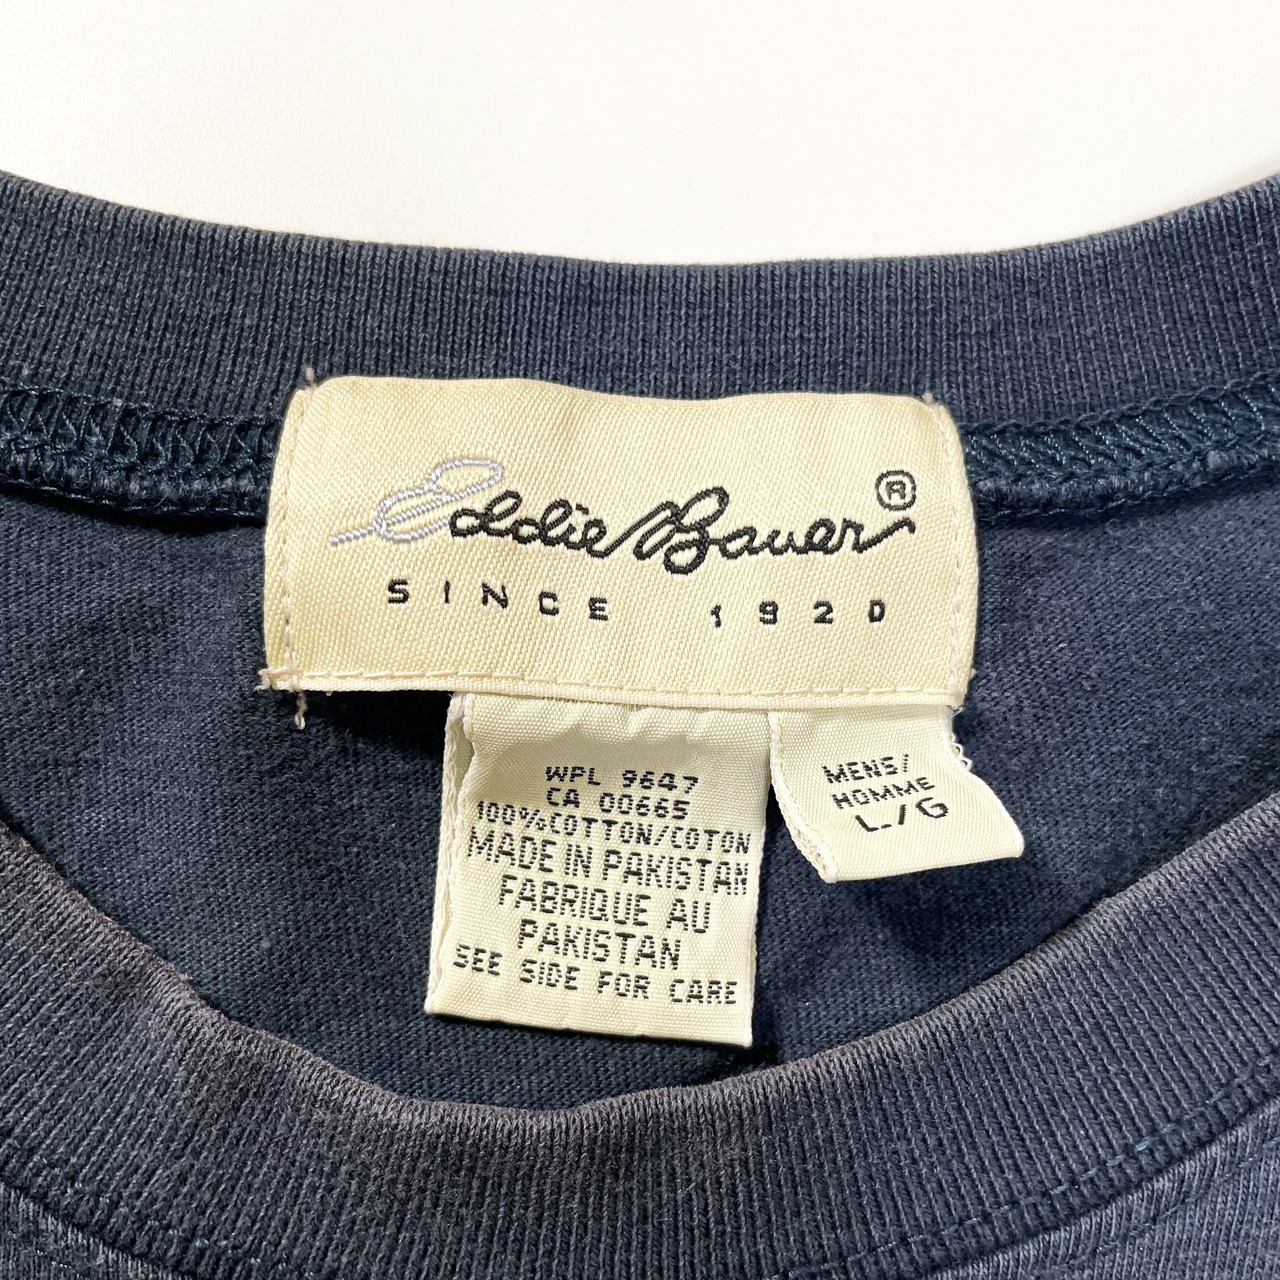 Eddie Bauer®
SINCE 1920
WPL 9647
CA 00665
100%COTTON/COTON
MADE IN PAKISTAN
FABRIQUE AU
PAKISTAN
SEE SIDE FOR CARE
MENS/
HOMME
L./G